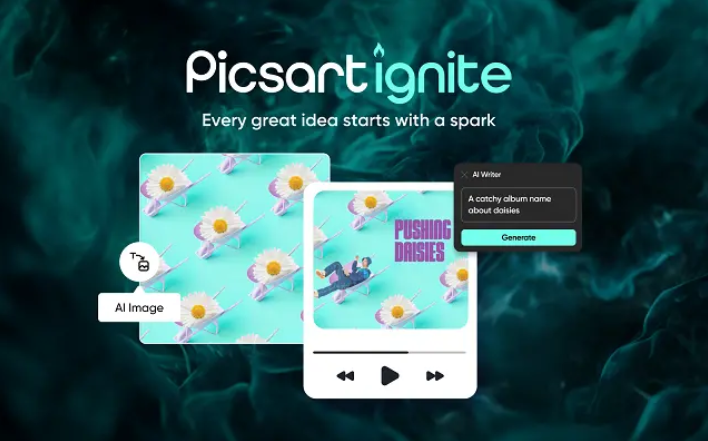 Picsart ignite
Every great idea starts with a spark
AI Writer
A catchy album name
about daisies
Generate
PUSHING
DAISIES
AI Image